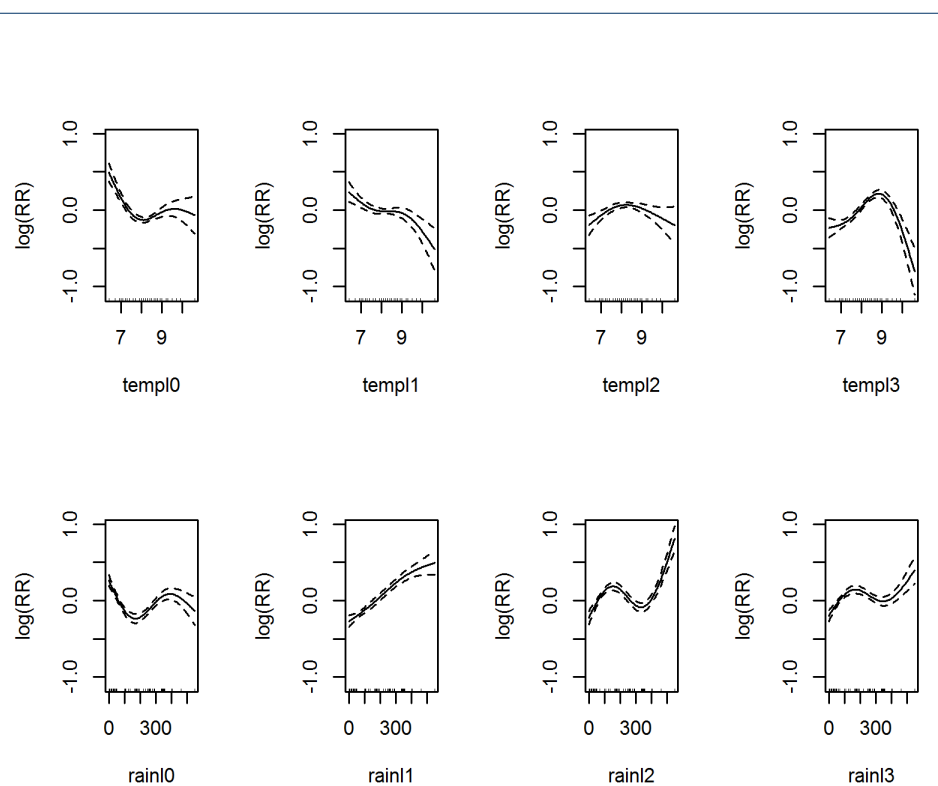 log(RR) 1.0 0.0 -1.0 7 9 templ0
log(RR) 1.0 0.0 -1.0 7 9 templ1
log(RR) 1.0 0.0 -1.0 7 9 templ2
log(RR) 1.0 0.0 -1.0 7 9 templ3
log(RR) 1.0 0.0 -1.0 0 300 rainl0
log(RR) 1.0 0.0 -1.0 0 300 rainl1
log(RR) 1.0 0.0 -1.0 0 300 rainl2
log(RR) 1.0 0.0 -1.0 0 300 rainl3